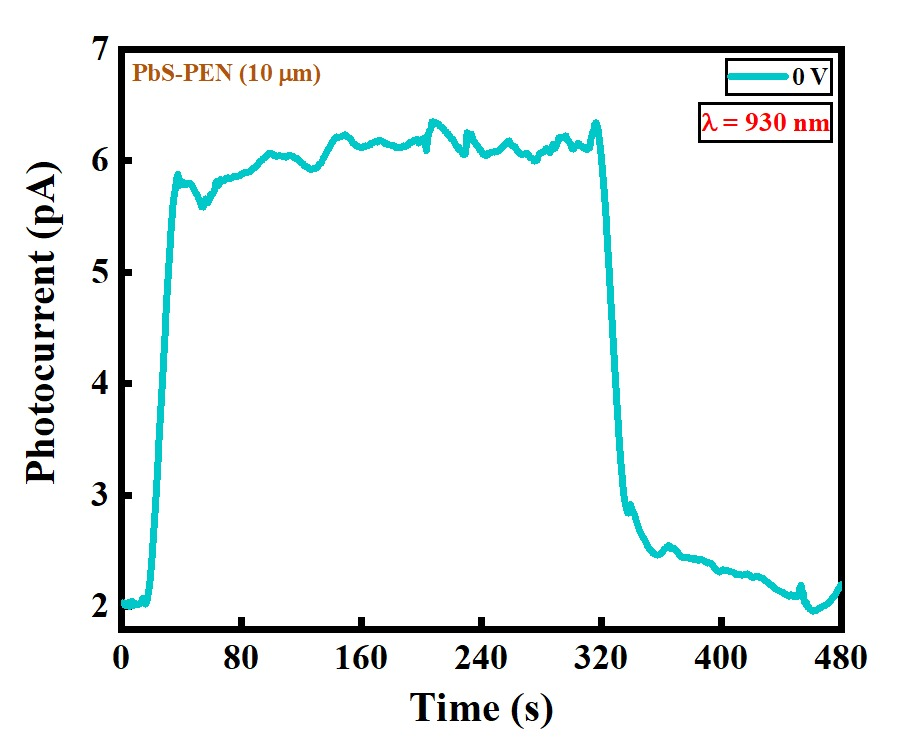 PbS-PEN (10 μm)
0 V
λ = 930 nm
Photocurrent (pA)
7
6
5
4
3
2
0 80 160 240 320 400 480
Time (s)